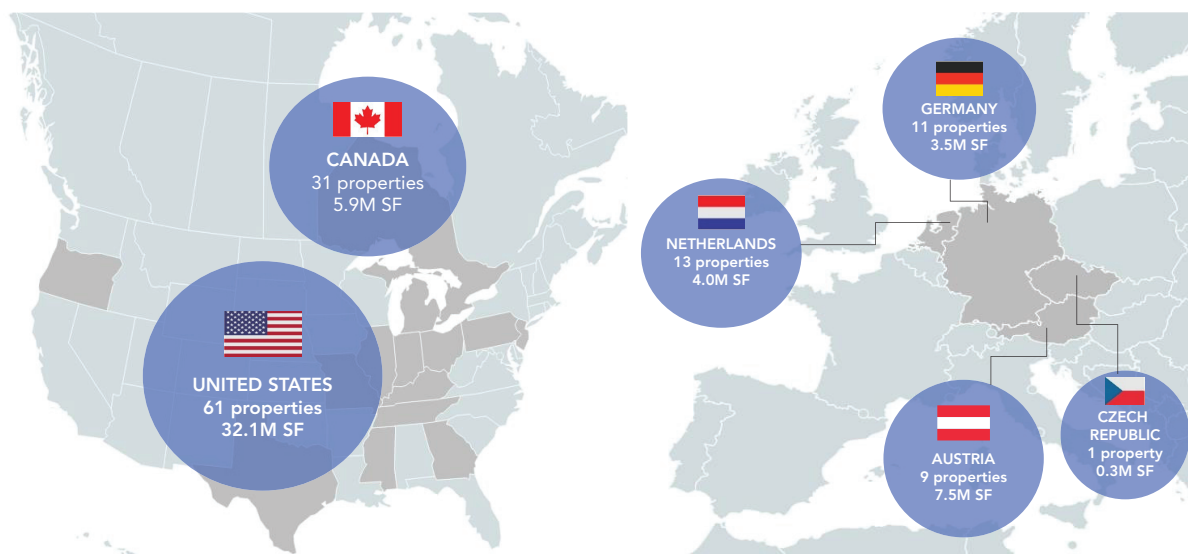 CANADA
31 properties
5.9M SF
UNITED STATES
61 properties
32.1M SF
GERMANY
11 properties
3.5M SF
NETHERLANDS
13 properties
4.0M SF
AUSTRIA
9 properties
7.5M SF
CZECH
REPUBLIC
1 property
0.3M SF